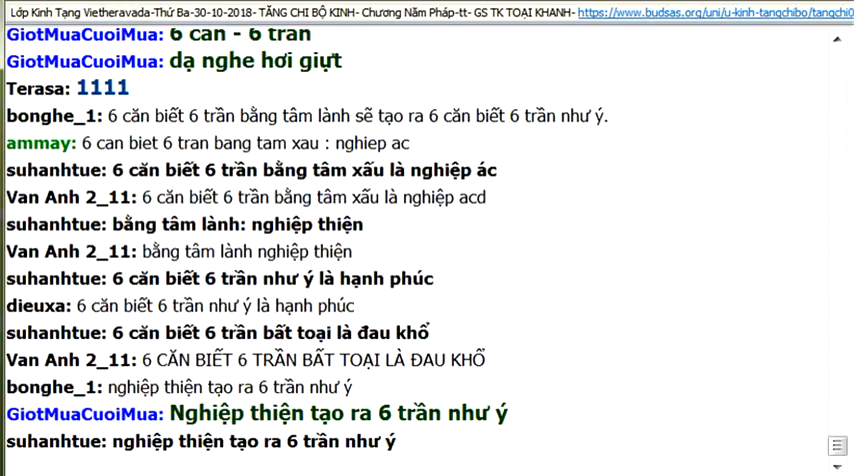 Lớp Kinh Tạng Vietheravada-Thứ Ba-30-10-2018- TĂNG CHI BỘ KINH- Chương Năm Pháp-tt- GS TK TOẠI KHANH- https://www.budsas.org/uni/u-kinh-tangchibo/tangchi0
GiotMuaCuoiMua: 6 căn - 6 trần
GiotMuaCuoiMua: dạ nghe hơi giựt
Terasa: 1111
bonghe_1: 6 căn biết 6 trần bằng tâm lành sẽ tạo ra 6 căn biết 6 trần như ý.
ammay: 6 can biet 6 tran bang tam xau : nghiep ac
suhanhtue: 6 căn biết 6 trần bằng tâm xấu là nghiệp ác
Van Anh 2_11: 6 căn biết 6 trần bằng tâm xấu là nghiệp acd
suhanhtue: bằng tâm lành: nghiệp thiện
Van Anh 2_11: bằng tâm lành nghiệp thiện
suhanhtue: 6 căn biết 6 trần như ý là hạnh phúc
dieuxa: 6 căn biết 6 trần như ý là hạnh phúc
suhanhtue: 6 căn biết 6 trần bất toại là đau khổ
Van Anh 2_11: 6 CĂN BIẾT 6 TRẦN BẤT TOẠI LÀ ĐAU KHỔ
bonghe_1: nghiệp thiện tạo ra 6 trần như ý
GiotMuaCuoiMua: Nghiệp thiện tạo ra 6 trần như ý
suhanhtue: nghiệp thiện tạo ra 6 trần như ý